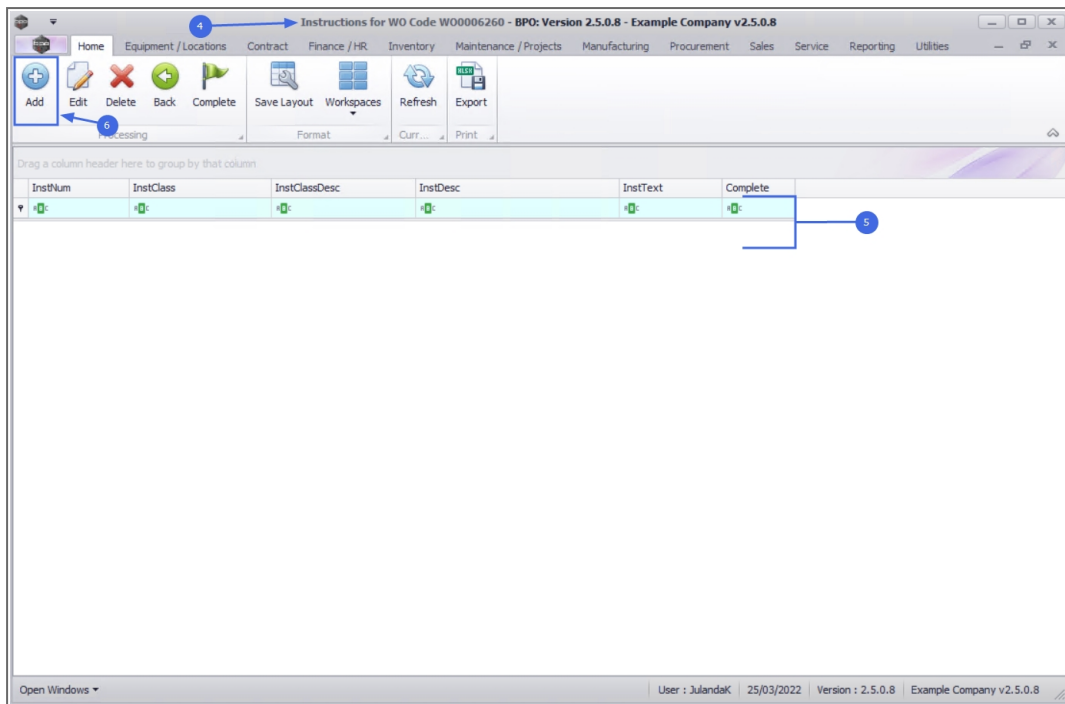 4
Instructions for WO Code WO0006260 - BPO: Version 2.5.0.8 - Example Company v2.5.0.8
Home Equipment / Locations Contract Finance / HR Inventory Maintenance / Projects Manufacturing Procurement Sales Service Reporting Utilities
Add Edit Delete Back Complete Save Layout Workspaces Refresh Export
6
Format Curr... Print
Drag a column header here to group by that column
InstNum InstClass InstClassDesc InstDesc InstText Complete
5
Open Windows User : JulandaK 25/03/2022 Version : 2.5.0.8 Example Company v2.5.0.8